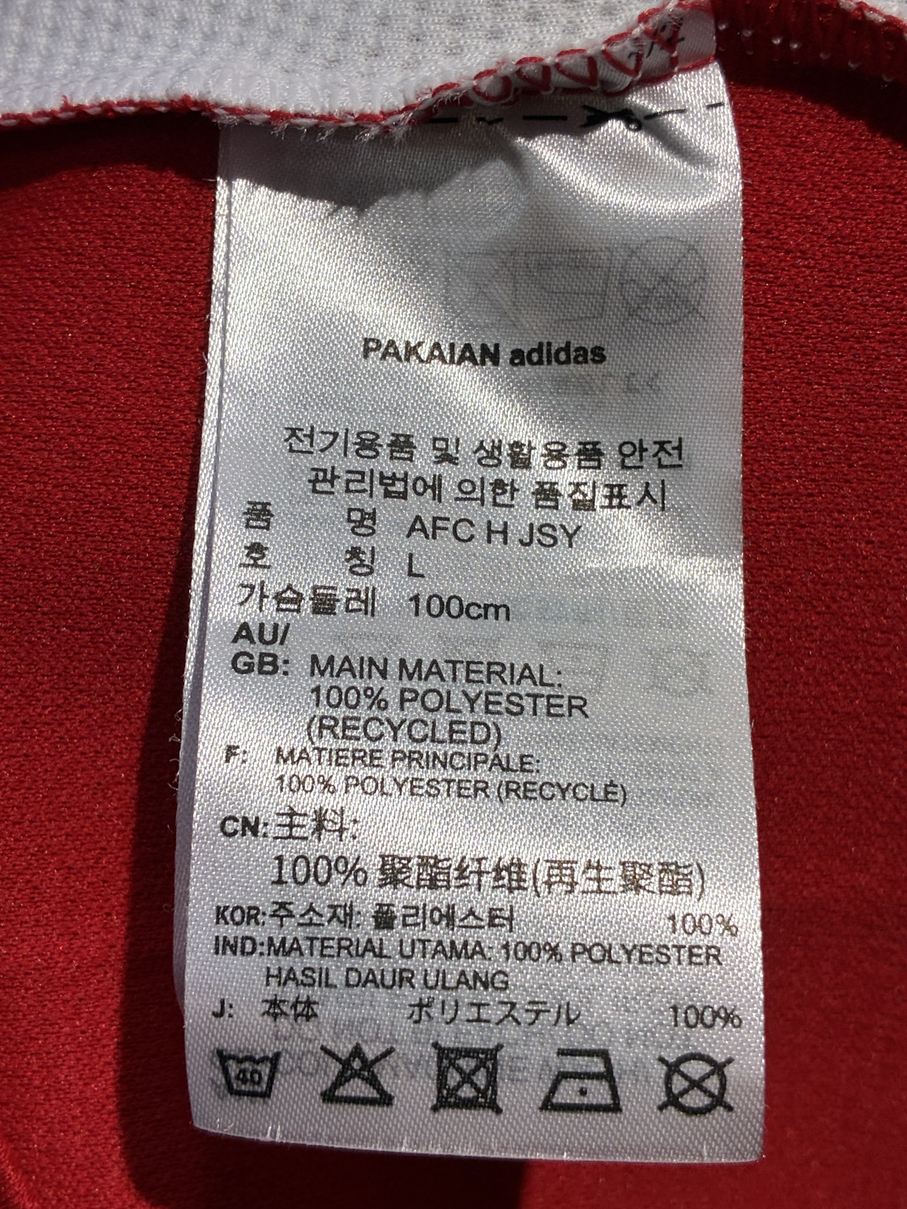 PAKAIAN adidas
전기용품 및 생활용품 안전
관리법에 의한 품질표시
품 명 AFC H JSY
호 칭 L
가슴둘레 100cm
AU/
GB: MAIN MATERIAL:
100% POLYESTER
(RECYCLED)
F: MATIERE PRINCIPALE:
100% POLYESTER (RECYCLÉ)
CN:主料:
100% 聚酯纤维(再生聚酯)
KOR:주소재: 폴리에스터 100%
IND:MATERIAL UTAMA: 100% POLYESTER
HASIL DAUR ULANG
J: 本体 ポリエステル 100%
40